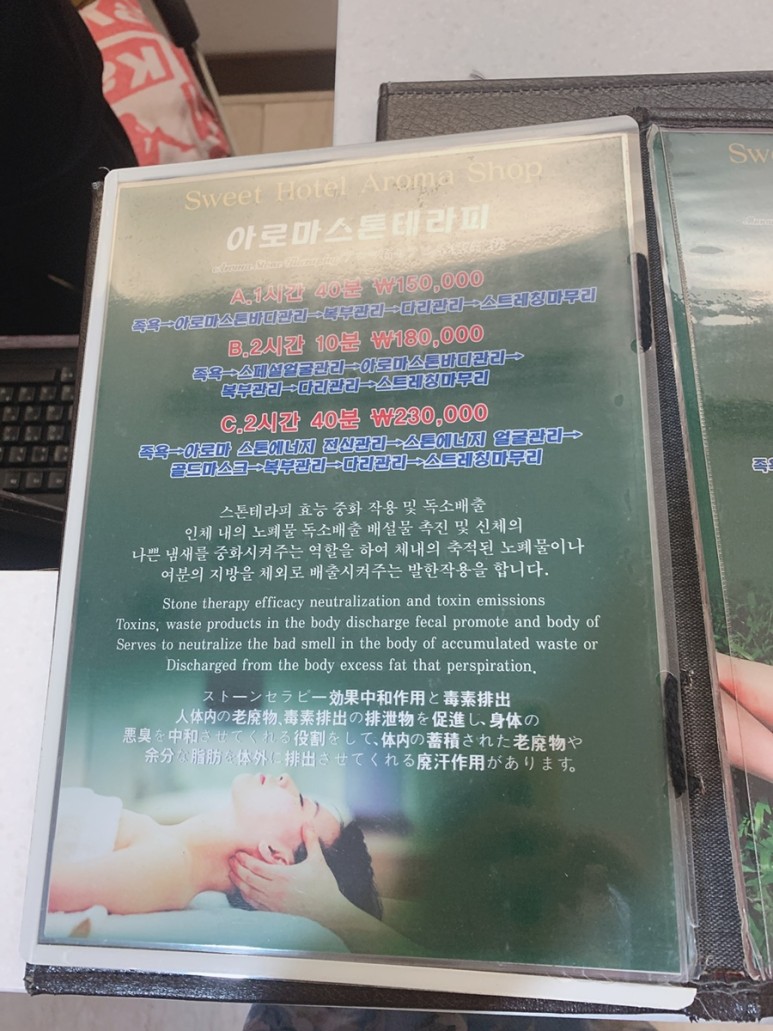 Sweet Hotel Aroma Shop
아로마스톤테라피
Aroma Stone
A.1시간 40분 ₩150,000
족욕→아로마스톤바디관리→복부관리→다리관리→스트레칭마무리
B.2시간 10분 ₩180,000
족욕→스페셜얼굴관리→아로마스톤바디관리→
복부관리→다리관리→스트레칭마무리
C.2시간 40분 ₩230,000
족욕→아로마 스톤에너지 전신관리→스톤에너지 얼굴관리→
골드마스크→복부관리→다리관리→스트레칭마무리
스톤테라피 효능 중화 작용 및 독소배출
인체 내의 노폐물 독소배출 배설물 촉진 및 신체의
나쁜 냄새를 중화시켜주는 역할을 하여 체내의 축적된 노폐물이나
여분의 지방을 체외로 배출시켜주는 발한작용을 합니다.
Stone therapy efficacy neutralization and toxin emissions
Toxins, waste products in the body discharge fecal promote and body of
Serves to neutralize the bad smell in the body of accumulated waste or
Discharged from the body excess fat that perspiration.
ストーンセラピー効果中和作用と毒素排出
人体内の老廃物、毒素排出の排泄物を促進し、身体の
悪臭を中和させてくれる役割をして、体内の蓄積された老廃物や
余分な脂肪を体外に排出させてくれる廃汗作用があります。
Sw
족욕